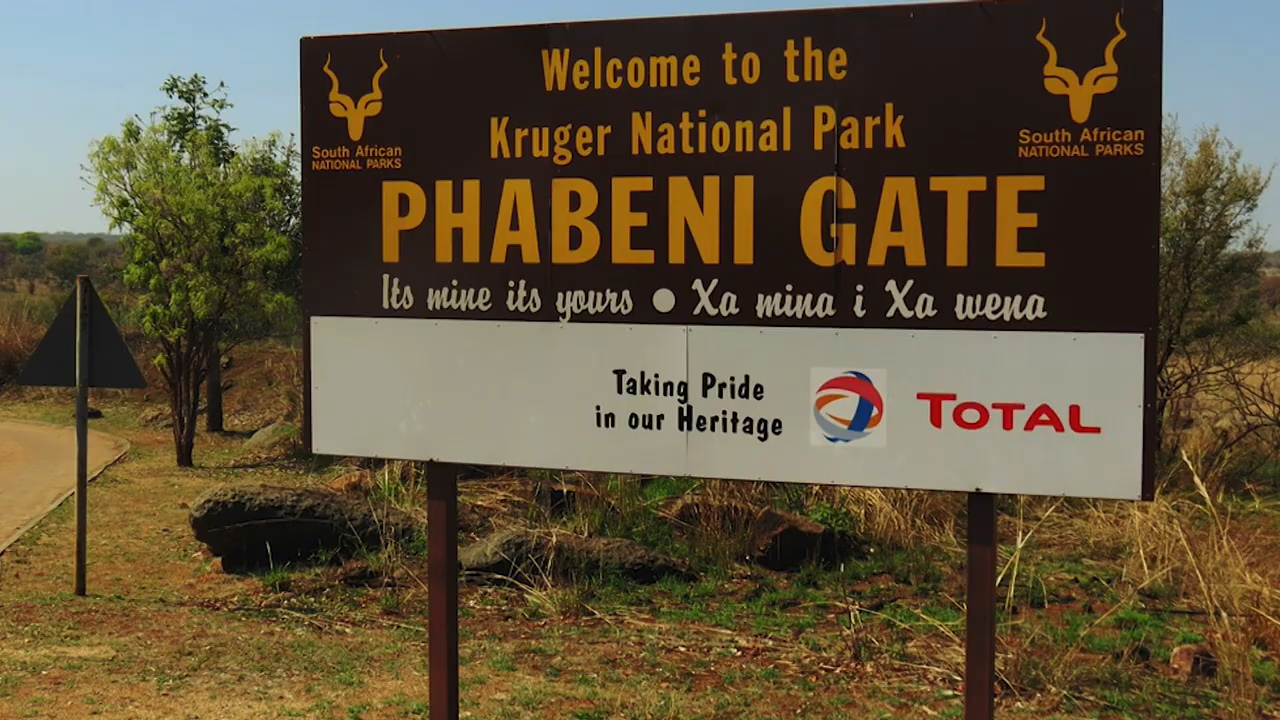 Welcome to the
Kruger National Park
PHABENI GATE
Its mine its yours ● Xa mina i Xa wena
South African
NATIONAL PARKS
South African
NATIONAL PARKS
Taking Pride
in our Heritage
TOTAL